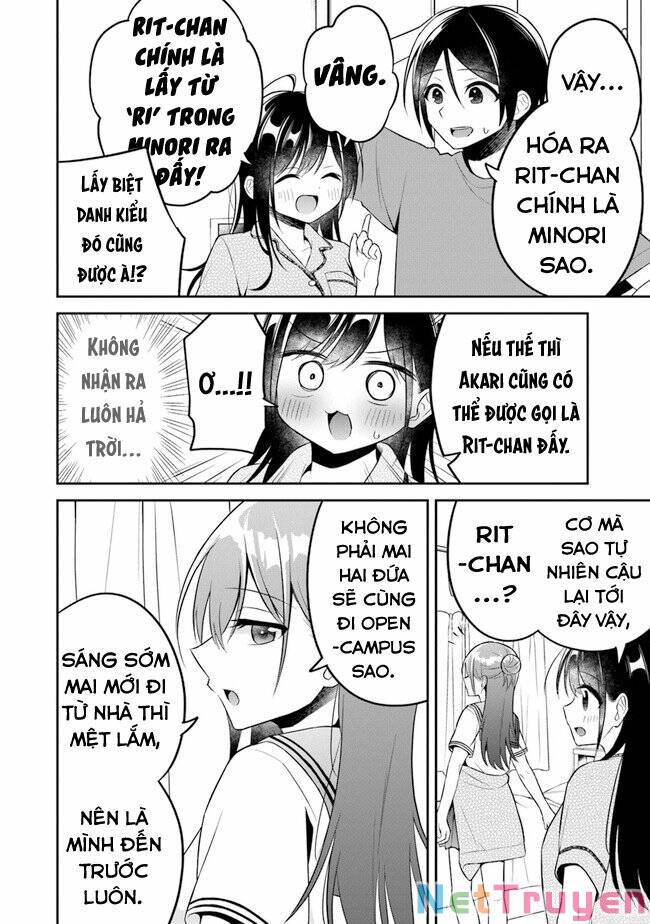 VẬY...
HÓA RA
RIT-CHAN
CHÍNH LÀ
MINORI
SAO.
VÂNG.
RIT-CHAN
CHÍNH LÀ
LẤY TỪ
‘RI’ TRONG
MINORI RA
ĐẤY!
LẤY BIỆT
DANH KIỂU
ĐÓ CŨNG
ĐƯỢC À!?
NẾU THẾ THÌ
AKARI CŨNG CÓ
THỂ ĐƯỢC GỌI LÀ
RIT-CHAN ĐẤY.
Ơ...!!
KHÔNG
NHẬN RA
LUÔN HẢ
TRỜI...
CƠ MÀ
SAO TỰ
NHIÊN CẬU
LẠI TỚI
ĐÂY VẬY,
RIT
-CHAN
...?
KHÔNG
PHẢI MAI
HAI ĐỨA
SẼ CÙNG
ĐI OPEN
-CAMPUS
SAO.
SÁNG SỚM
MAI MỚI ĐI
TỪ NHÀ THÌ
MỆT LẮM,
NÊN LÀ
MÌNH ĐẾN
TRƯỚC
LUÔN.
NetTruyen